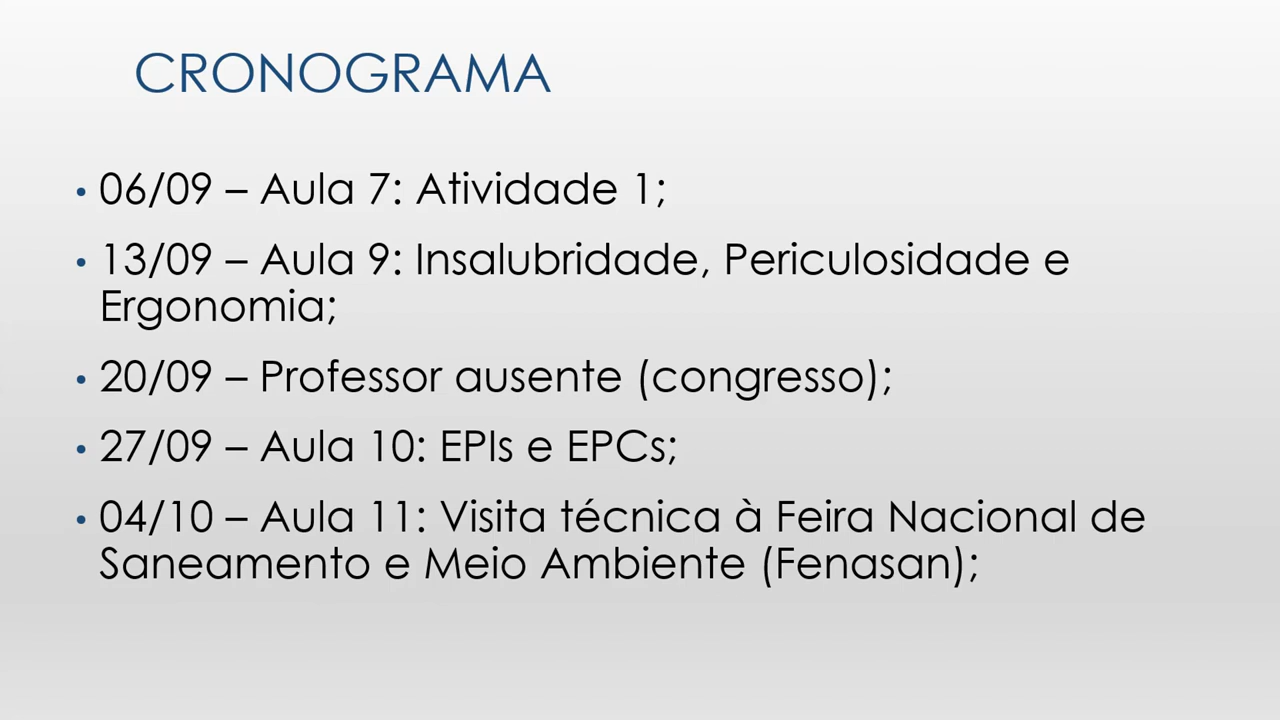 CRONOGRAMA
• 06/09 – Aula 7: Atividade 1;
• 13/09 – Aula 9: Insalubridade, Periculosidade e
Ergonomia;
• 20/09 – Professor ausente (congresso);
• 27/09 – Aula 10: EPIs e EPCs;
• 04/10 – Aula 11: Visita técnica à Feira Nacional de
Saneamento e Meio Ambiente (Fenasan);